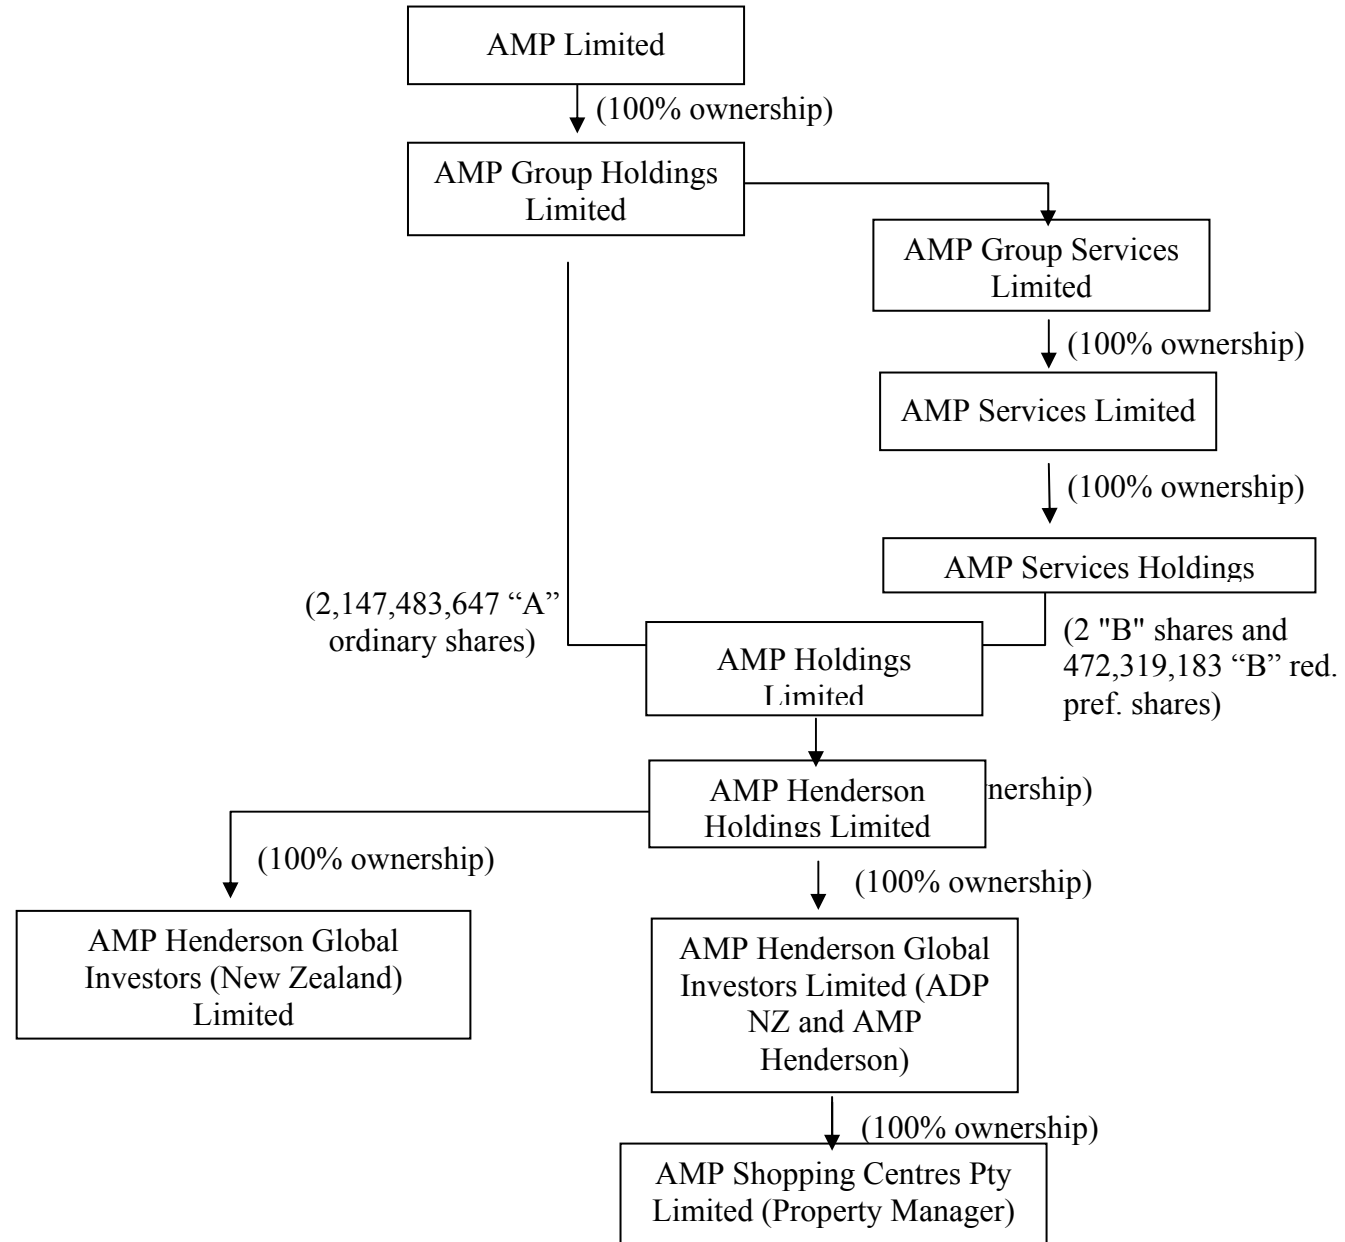 AMP Limited
(100% ownership)
AMP Group Holdings
Limited
AMP Group Services
Limited
(100% ownership)
AMP Services Limited
(100% ownership)
AMP Services Holdings
(2,147,483,647 “A”
ordinary shares)
(2 "B" shares and
472,319,183 “B” red.
pref. shares)
AMP Holdings
Limited
AMP Henderson
Holdings Limited
nership)
(100% ownership)
(100% ownership)
AMP Henderson Global
Investors (New Zealand)
Limited
AMP Henderson Global
Investors Limited (ADP
NZ and AMP
Henderson)
(100% ownership)
AMP Shopping Centres Pty
Limited (Property Manager)